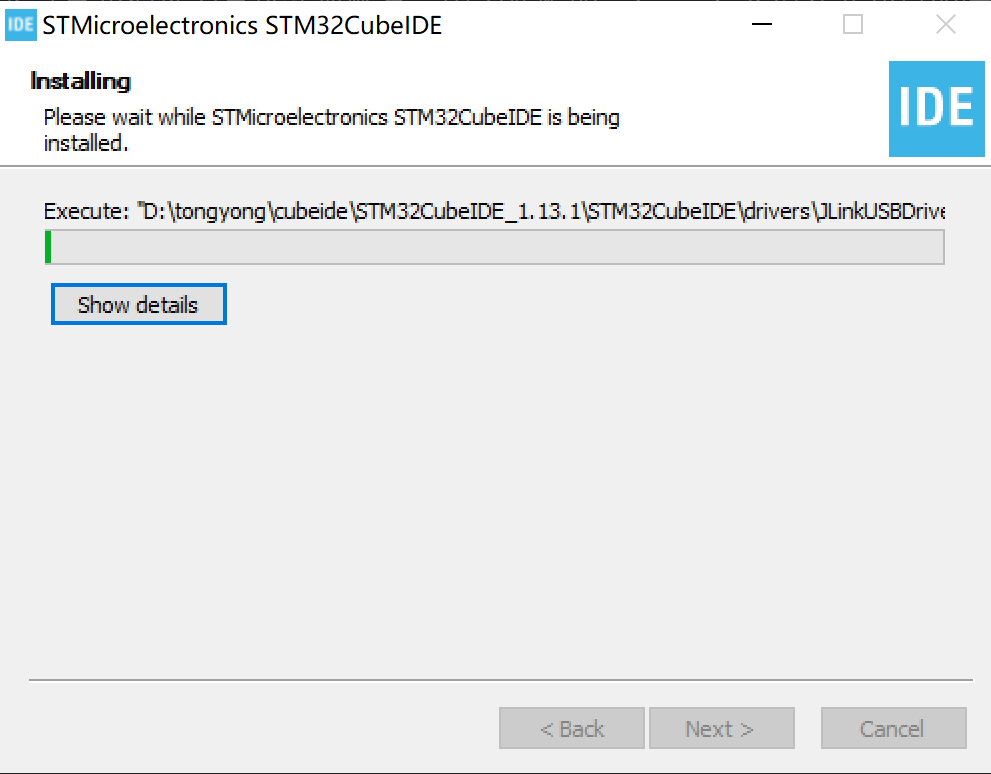 IDE STMicroelectronics STM32CubeIDE
Installing
Please wait while STMicroelectronics STM32CubeIDE is being
installed.
IDE
Execute: "D:\tongyong\cubeide\STM32CubeIDE_1.13.1\STM32CubeIDE\drivers\JLinkUSBDrive
Show details
< Back
Next >
Cancel